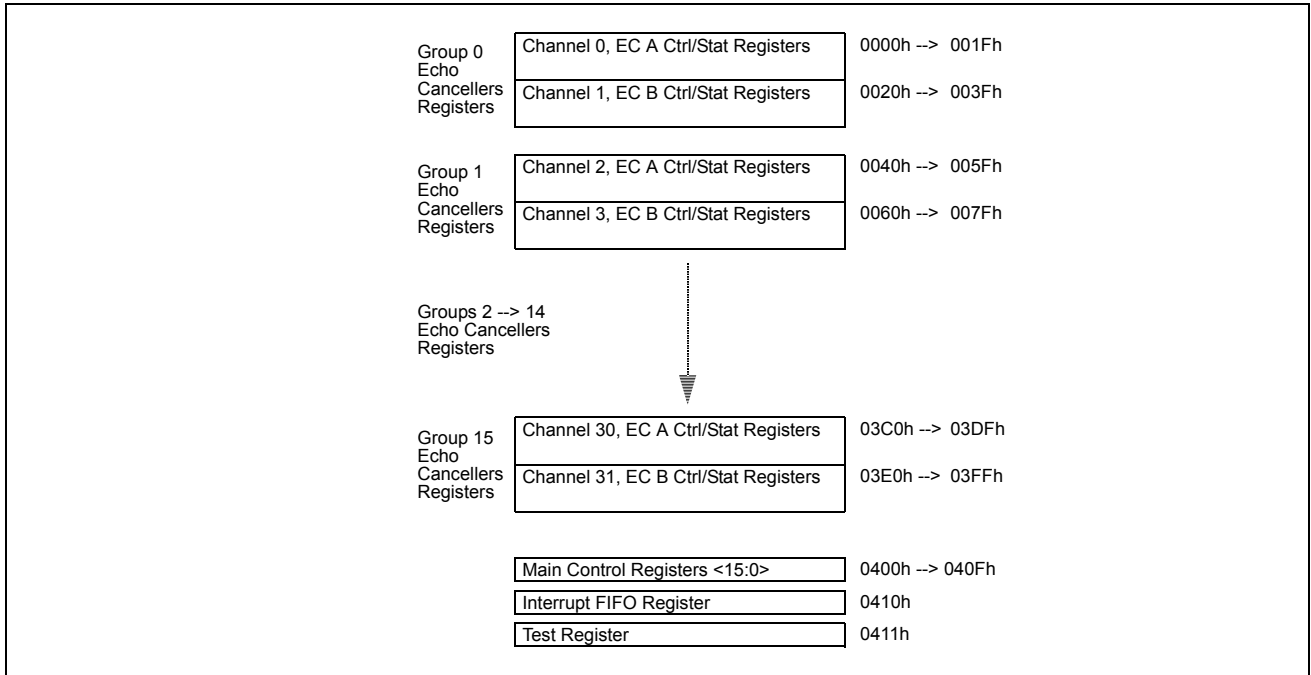 Group 0
Echo
Cancellers
Registers
Channel 0, EC A Ctrl/Stat Registers
0000h --> 001Fh
Channel 1, EC B Ctrl/Stat Registers
0020h --> 003Fh
Group 1
Echo
Cancellers
Registers
Channel 2, EC A Ctrl/Stat Registers
0040h --> 005Fh
Channel 3, EC B Ctrl/Stat Registers
0060h --> 007Fh
Groups 2 --> 14
Echo Cancellers
Registers
Group 15
Echo
Cancellers
Registers
Channel 30, EC A Ctrl/Stat Registers
03C0h --> 03DFh
Channel 31, EC B Ctrl/Stat Registers
03E0h --> 03FFh
Main Control Registers <15:0>
0400h --> 040Fh
Interrupt FIFO Register
0410h
Test Register
0411h